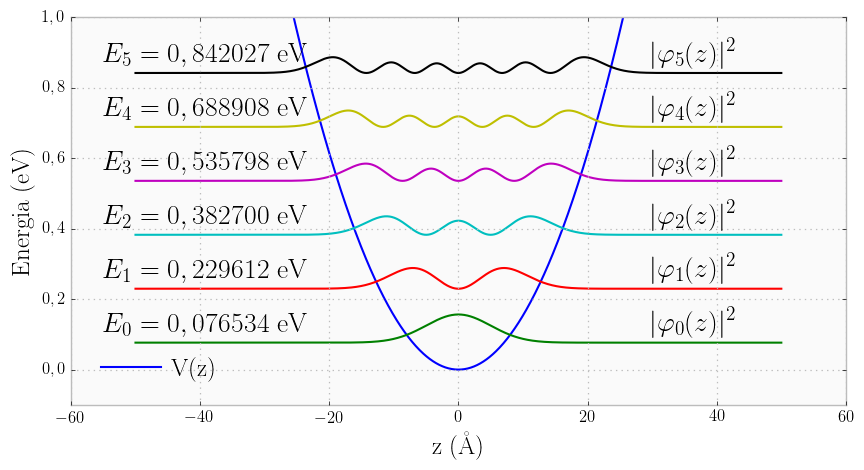 1,0
E₅ = 0,842027 eV |φ₅(z)|²
0.8
E₄ = 0,688908 eV |φ₄(z)|²
0.6
E₃ = 0,535798 eV |φ₃(z)|²
0.4
E₂ = 0,382700 eV |φ₂(z)|²
0.2
E₁ = 0,229612 eV |φ₁(z)|²
E₀ = 0,076534 eV |φ₀(z)|²
0,0
V(z)
Energia (eV)
−60 −40 −20 0 20 40 60
z (Å)